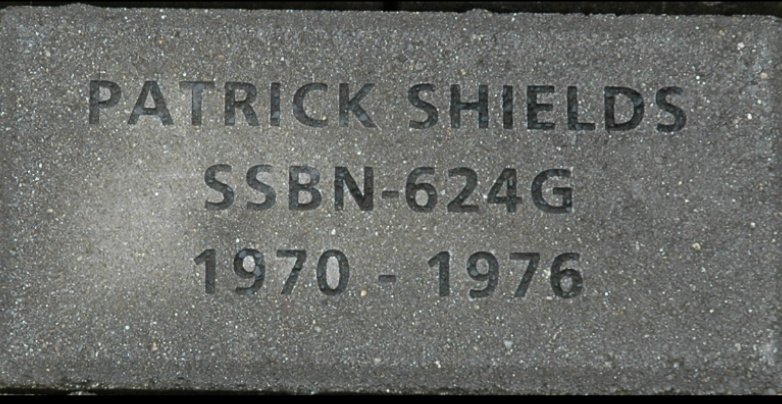 PATRICK SHIELDS
SSBN-624G
1970 - 1976